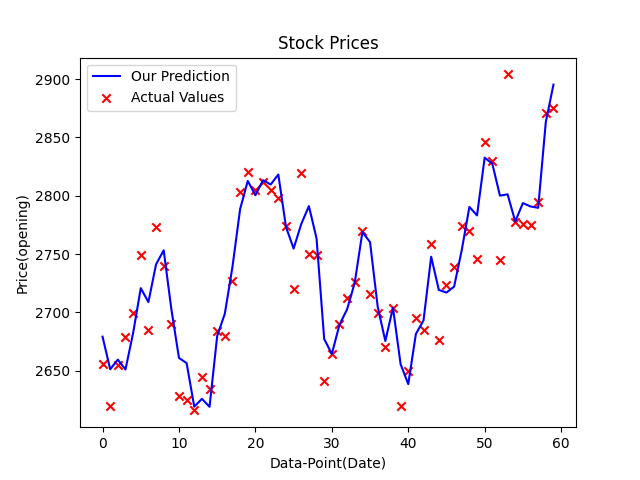 Stock Prices
Our Prediction
Actual Values
Price(opening)
2900
2850
2800
2750
2700
2650
0 10 20 30 40 50 60
Data-Point(Date)